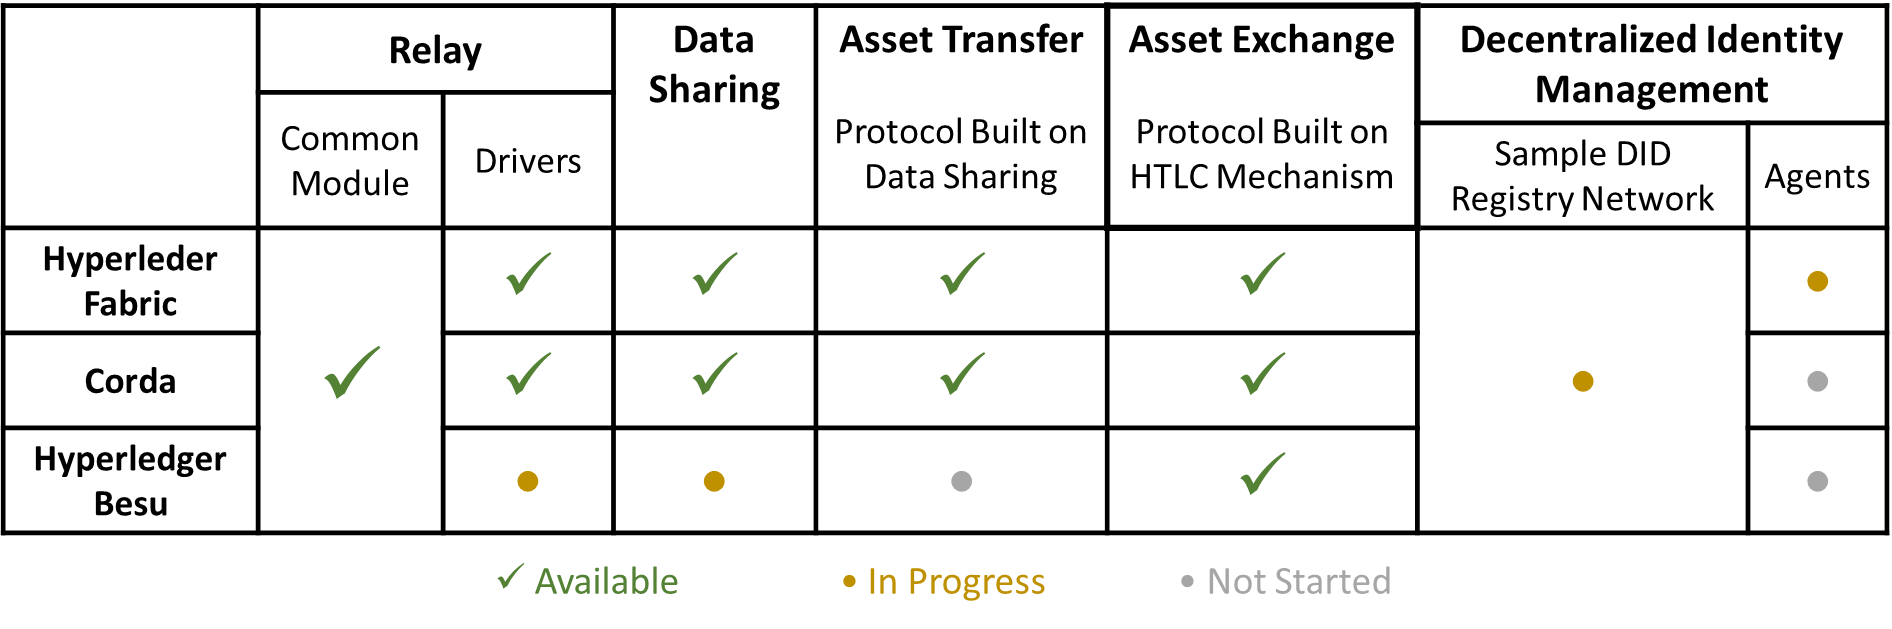 Relay
Data
Sharing
Asset Transfer
Protocol Built on
Data Sharing
Asset Exchange
Protocol Built on
HTLC Mechanism
Decentralized Identity
Management
Common
Module
Drivers
Sample DID
Registry Network
Agents
Hyperleder
Fabric
Corda
Hyperledger
Besu
✓ Available
● In Progress
● Not Started